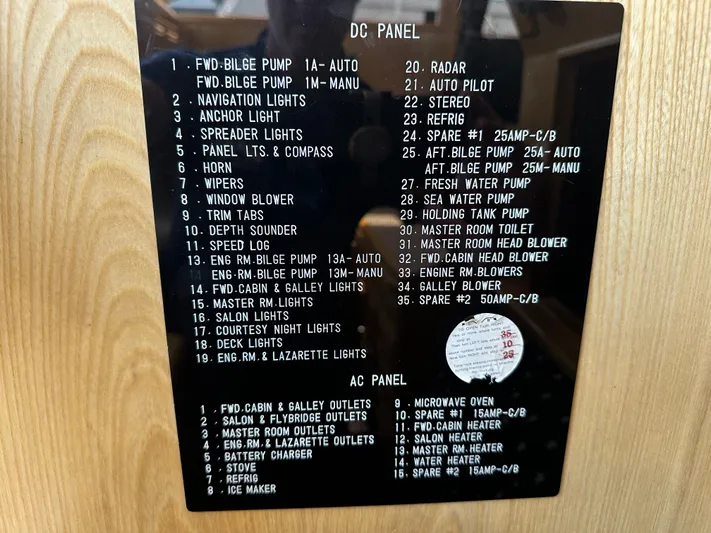 DC PANEL
1 . FWD.BILGE PUMP 1A-AUTO
FWD.BILGE PUMP 1M-MANU
2 . NAVIGATION LIGHTS
3 . ANCHOR LIGHT
4 . SPREADER LIGHTS
5 . PANEL LTS.& COMPASS
6 . HORN
7 . WIPERS
8 . WINDOW BLOWER
9 . TRIM TABS
10. DEPTH SOUNDER
11. SPEED LOG
13. ENG RM.BILGE PUMP 13A-AUTO
ENG RM.BILGE PUMP 13M-MANU
14. FWD.CABIN & GALLEY LIGHTS
15. MASTER RM.LIGHTS
16. SALON LIGHTS
17. COURTESY NIGHT LIGHTS
18. DECK LIGHTS
19. ENG.RM.& LAZARETTE LIGHTS
20. RADAR
21. AUTO PILOT
22. STEREO
23. REFRIG
24. SPARE #1 25AMP-C/B
25. AFT.BILGE PUMP 25A-AUTO
AFT.BILGE PUMP 25M-MANU
27. FRESH WATER PUMP
28. SEA WATER PUMP
29. HOLDING TANK PUMP
30. MASTER ROOM TOILET
31. MASTER ROOM HEAD BLOWER
32. FWD.CABIN HEAD BLOWER
33. ENGINE RM.BLOWERS
34. GALLEY BLOWER
35. SPARE #2 50AMP-C/B
35
10
23
AC PANEL
1 . FWD.CABIN & GALLEY OUTLETS
2 . SALON & FLYBRIDGE OUTLETS
3 . MASTER ROOM OUTLETS
4 . ENG.RM.& LAZARETTE OUTLETS
5 . BATTERY CHARGER
6 . STOVE
7 . REFRIG
8 . ICE MAKER
9 . MICROWAVE OVEN
10. SPARE #1 15AMP-C/B
11. FWD.CABIN HEATER
12. SALON HEATER
13. MASTER RM.HEATER
14. WATER HEATER
15. SPARE #2 15AMP-C/B